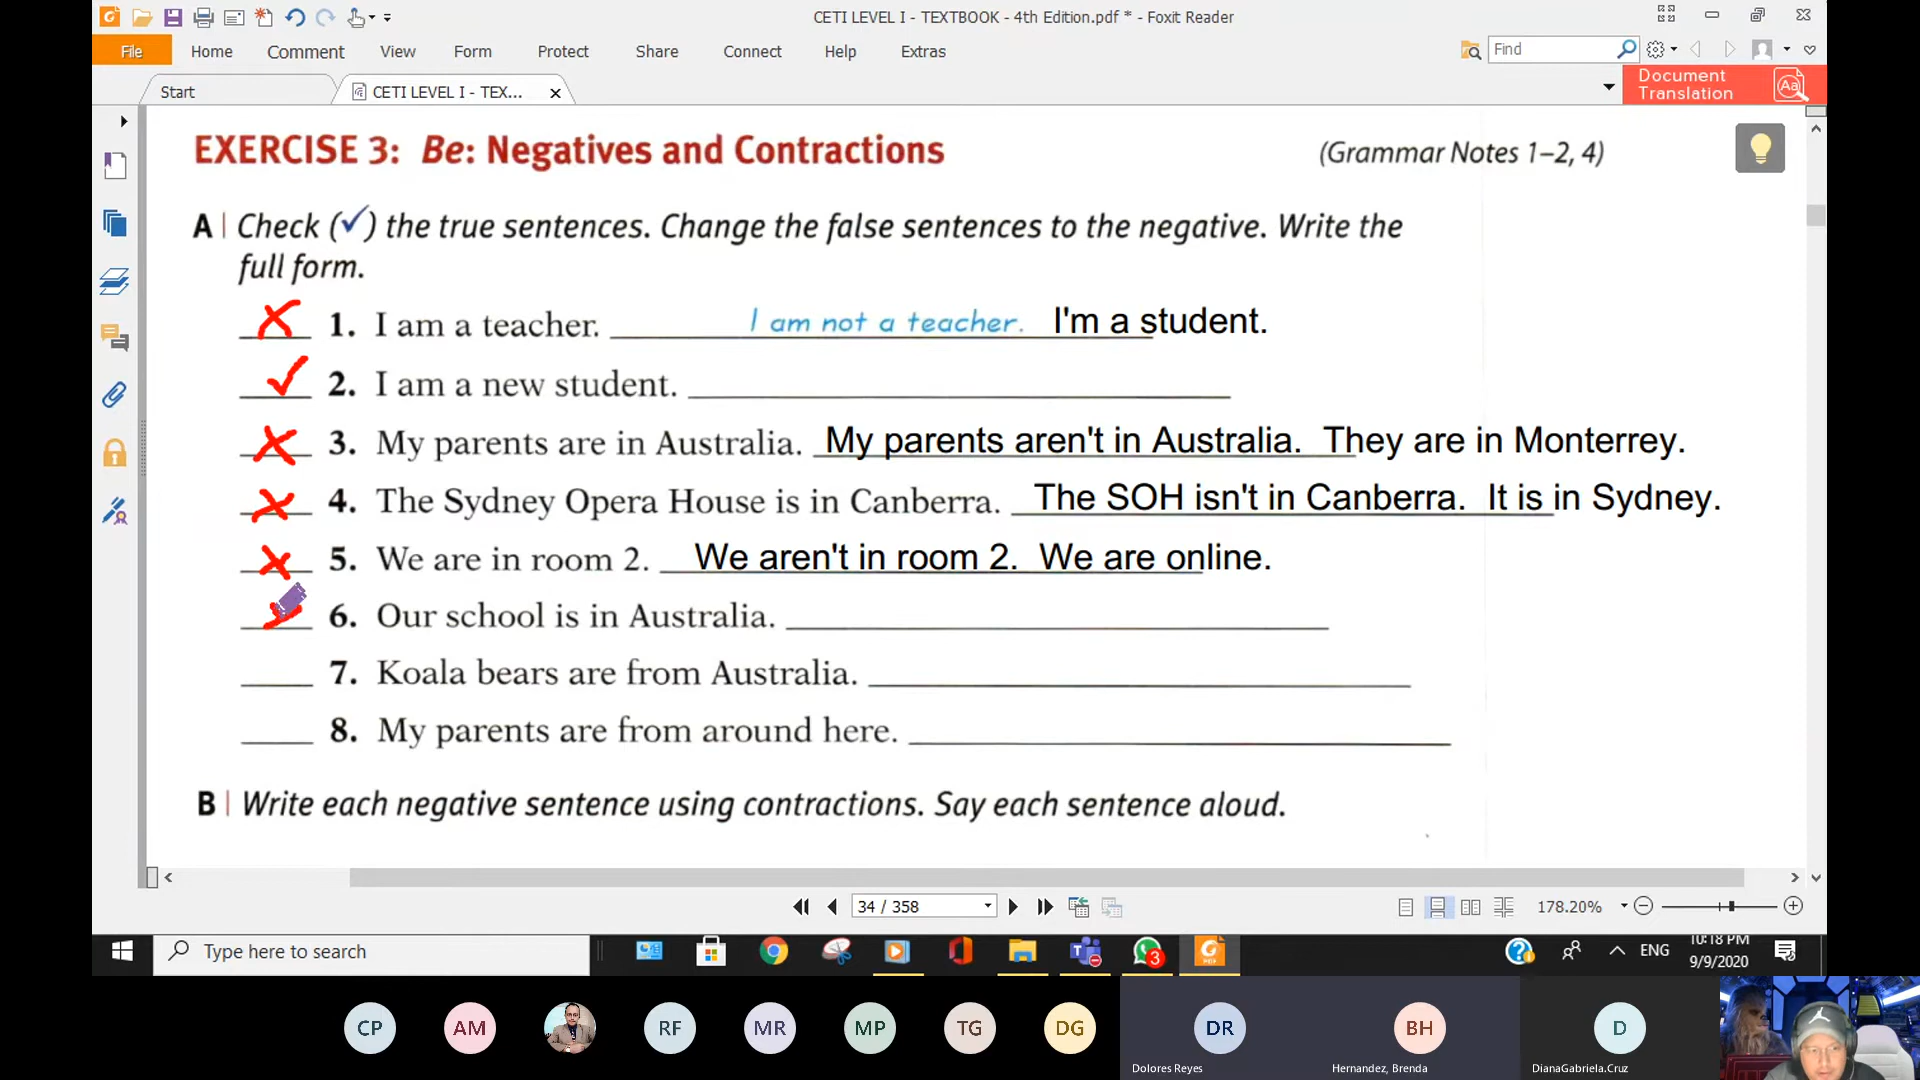 CETI LEVEL I - TEXTBOOK - 4th Edition.pdf * - Foxit Reader
File Home Comment View Form Protect Share Connect Help Extras Find
Start CETI LEVEL I - TEX... Document
Translation
EXERCISE 3: Be: Negatives and Contractions (Grammar Notes 1–2, 4)
A | Check (✓) the true sentences. Change the false sentences to the negative. Write the
full form.
1. I am a teacher. I am not a teacher. I'm a student.
2. I am a new student.
3. My parents are in Australia. My parents aren't in Australia. They are in Monterrey.
4. The Sydney Opera House is in Canberra. The SOH isn't in Canberra. It is in Sydney.
5. We are in room 2. We aren't in room 2. We are online.
6. Our school is in Australia.
7. Koala bears are from Australia.
8. My parents are from around here.
B | Write each negative sentence using contractions. Say each sentence aloud.
34 / 358 178.20%
Type here to search 3 ENG 10:18 PM
9/9/2020
CP AM RF MR MP TG DG DR BH D
Dolores Reyes Hernandez, Brenda DianaGabriela.Cruz